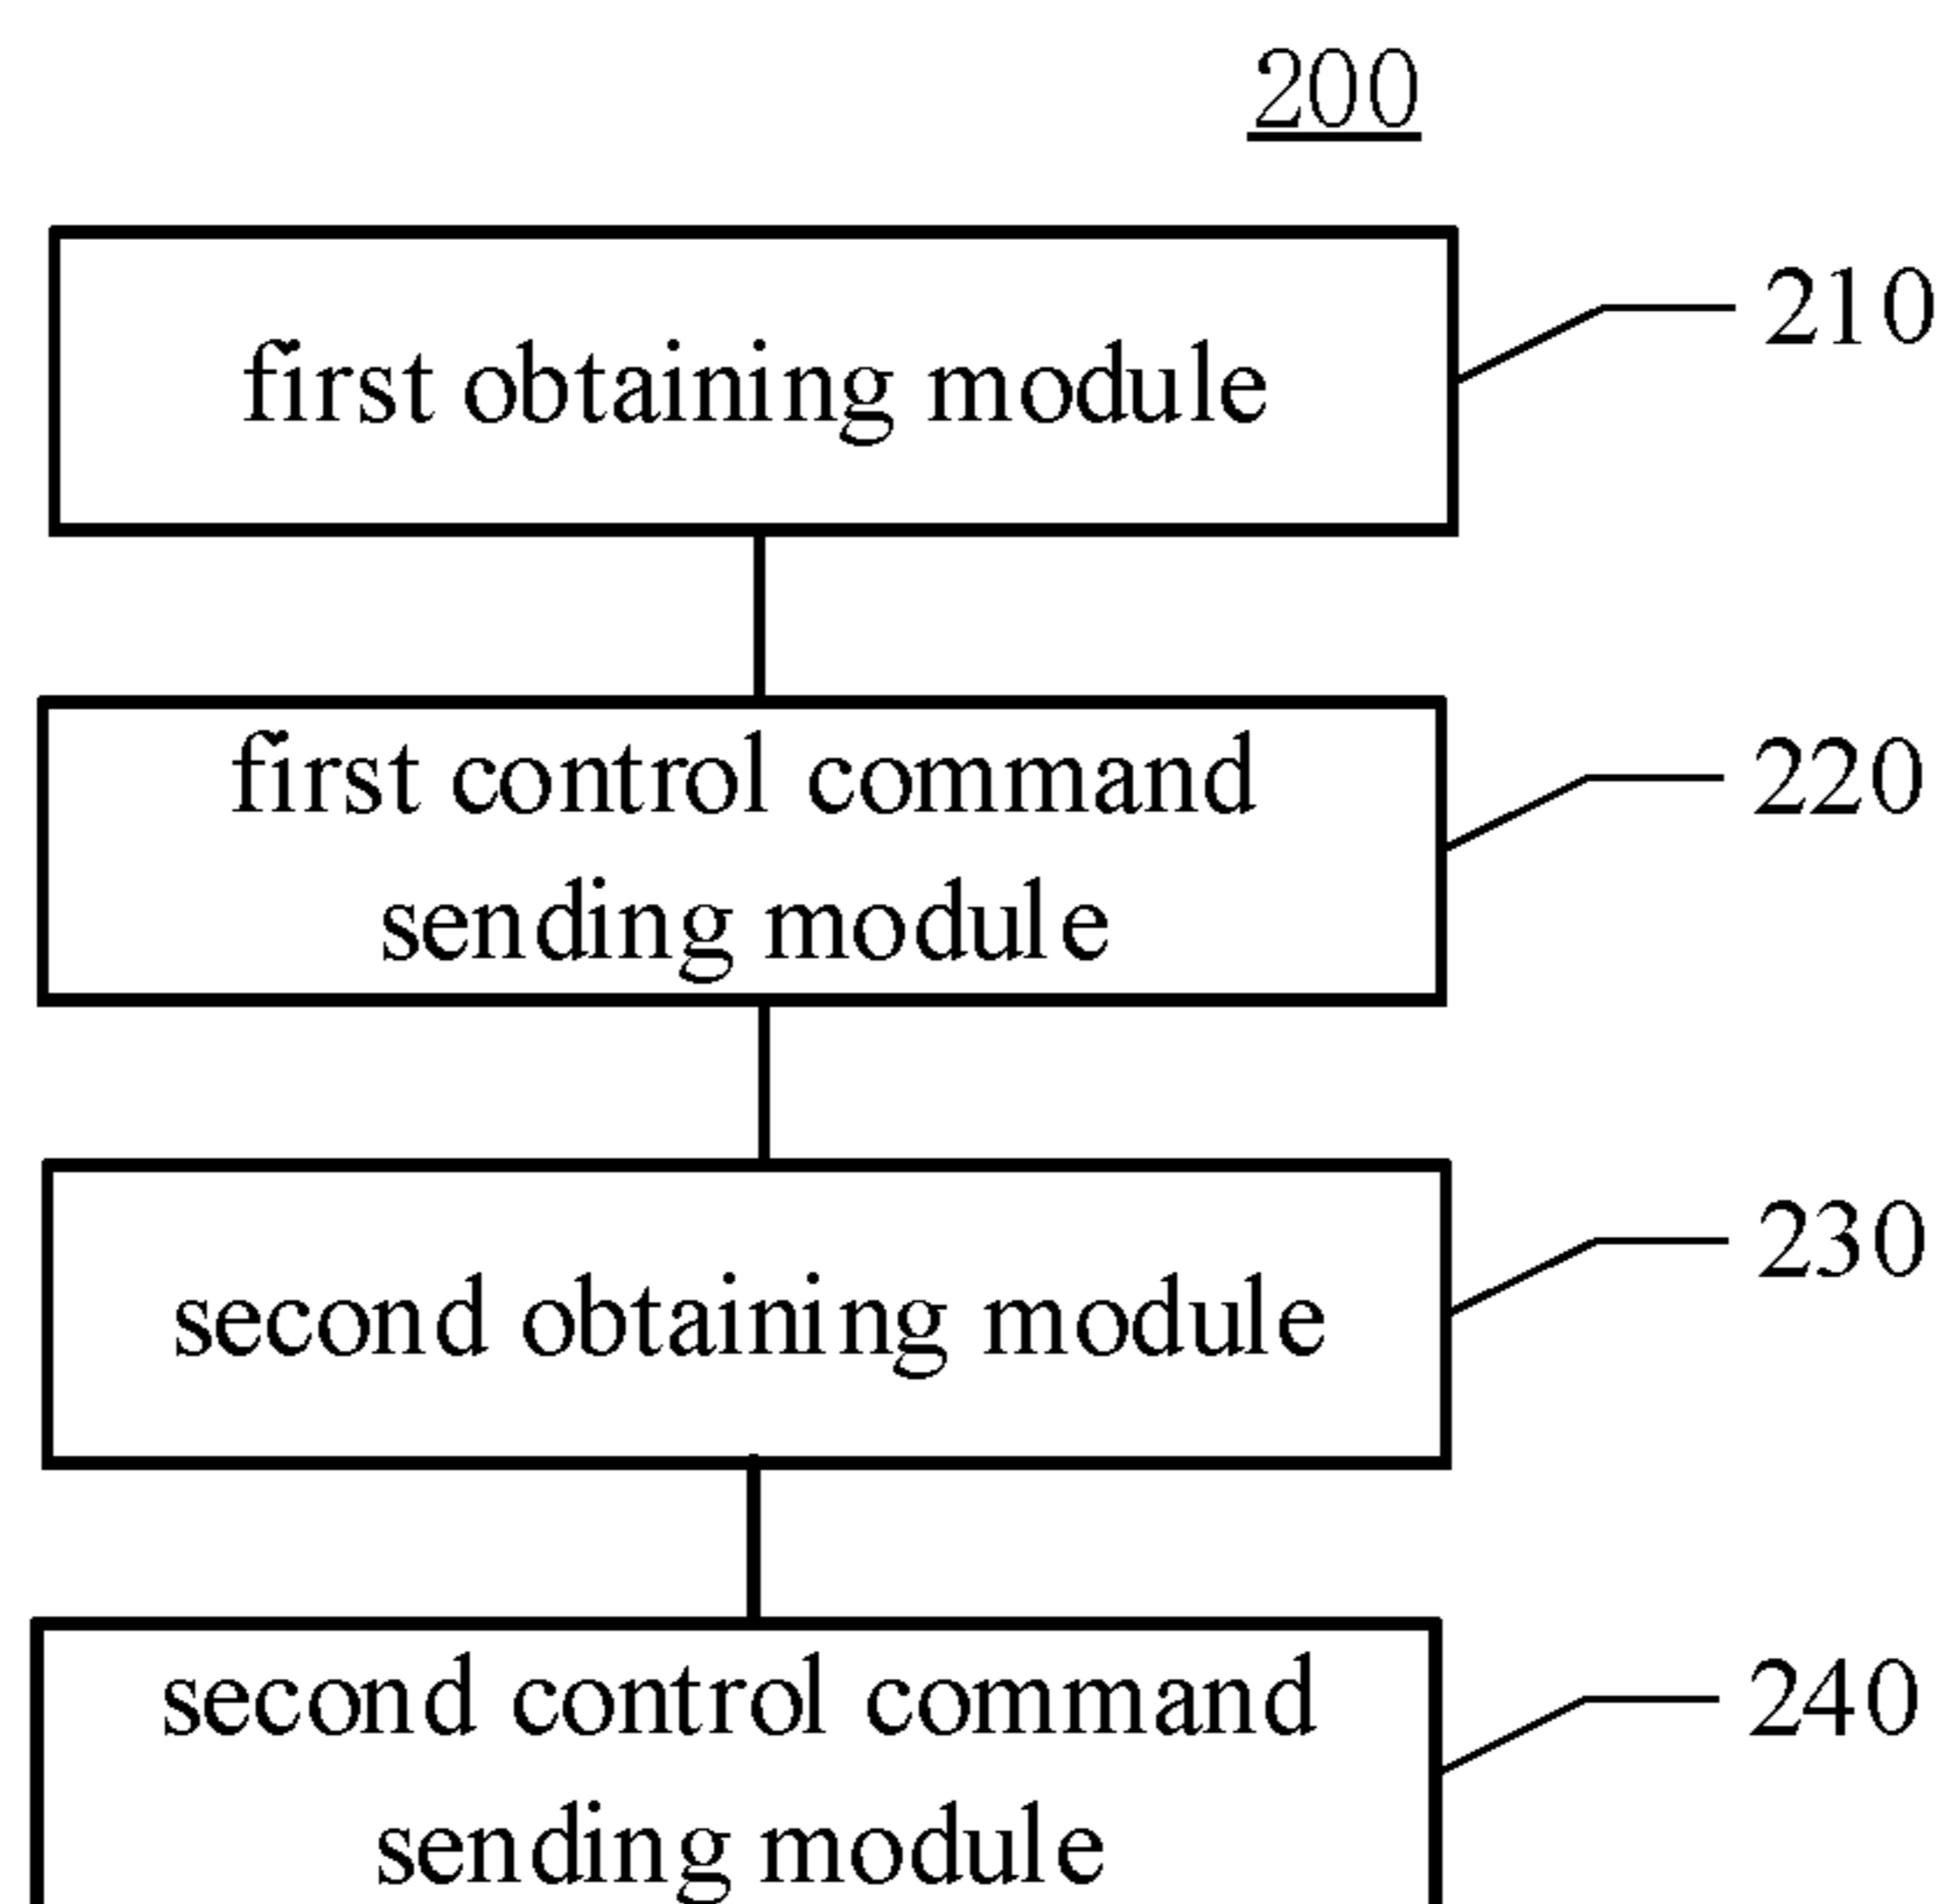 200
first obtaining module
210
first control command
sending module
220
second obtaining module
230
second control command
sending module
240